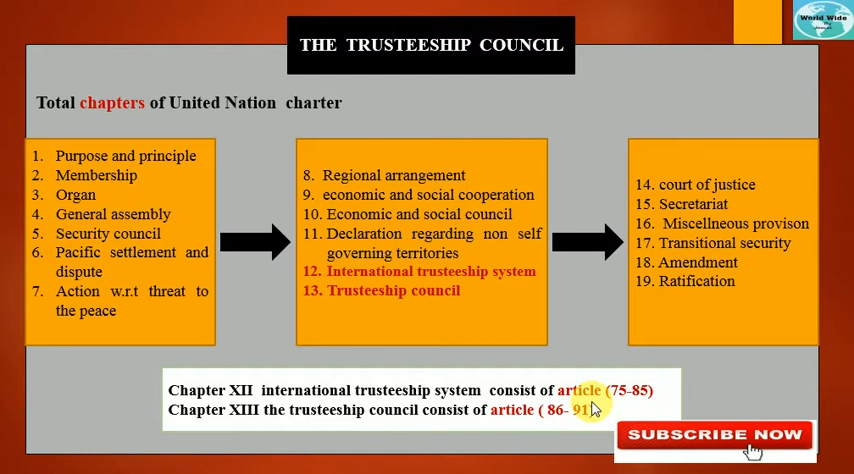 World Wide
By
THE TRUSTEESHIP COUNCIL
Total chapters of United Nation charter
1. Purpose and principle
2. Membership
3. Organ
4. General assembly
5. Security council
6. Pacific settlement and
dispute
7. Action w.r.t threat to
the peace
8. Regional arrangement
9. economic and social cooperation
10. Economic and social council
11. Declaration regarding non self
governing territories
12. International trusteeship system
13. Trusteeship council
14. court of justice
15. Secretariat
16. Miscellneous provison
17. Transitional security
18. Amendment
19. Ratification
Chapter XII international trusteeship system consist of article (75-85)
Chapter XIII the trusteeship council consist of article ( 86- 91)
SUBSCRIBE NOW